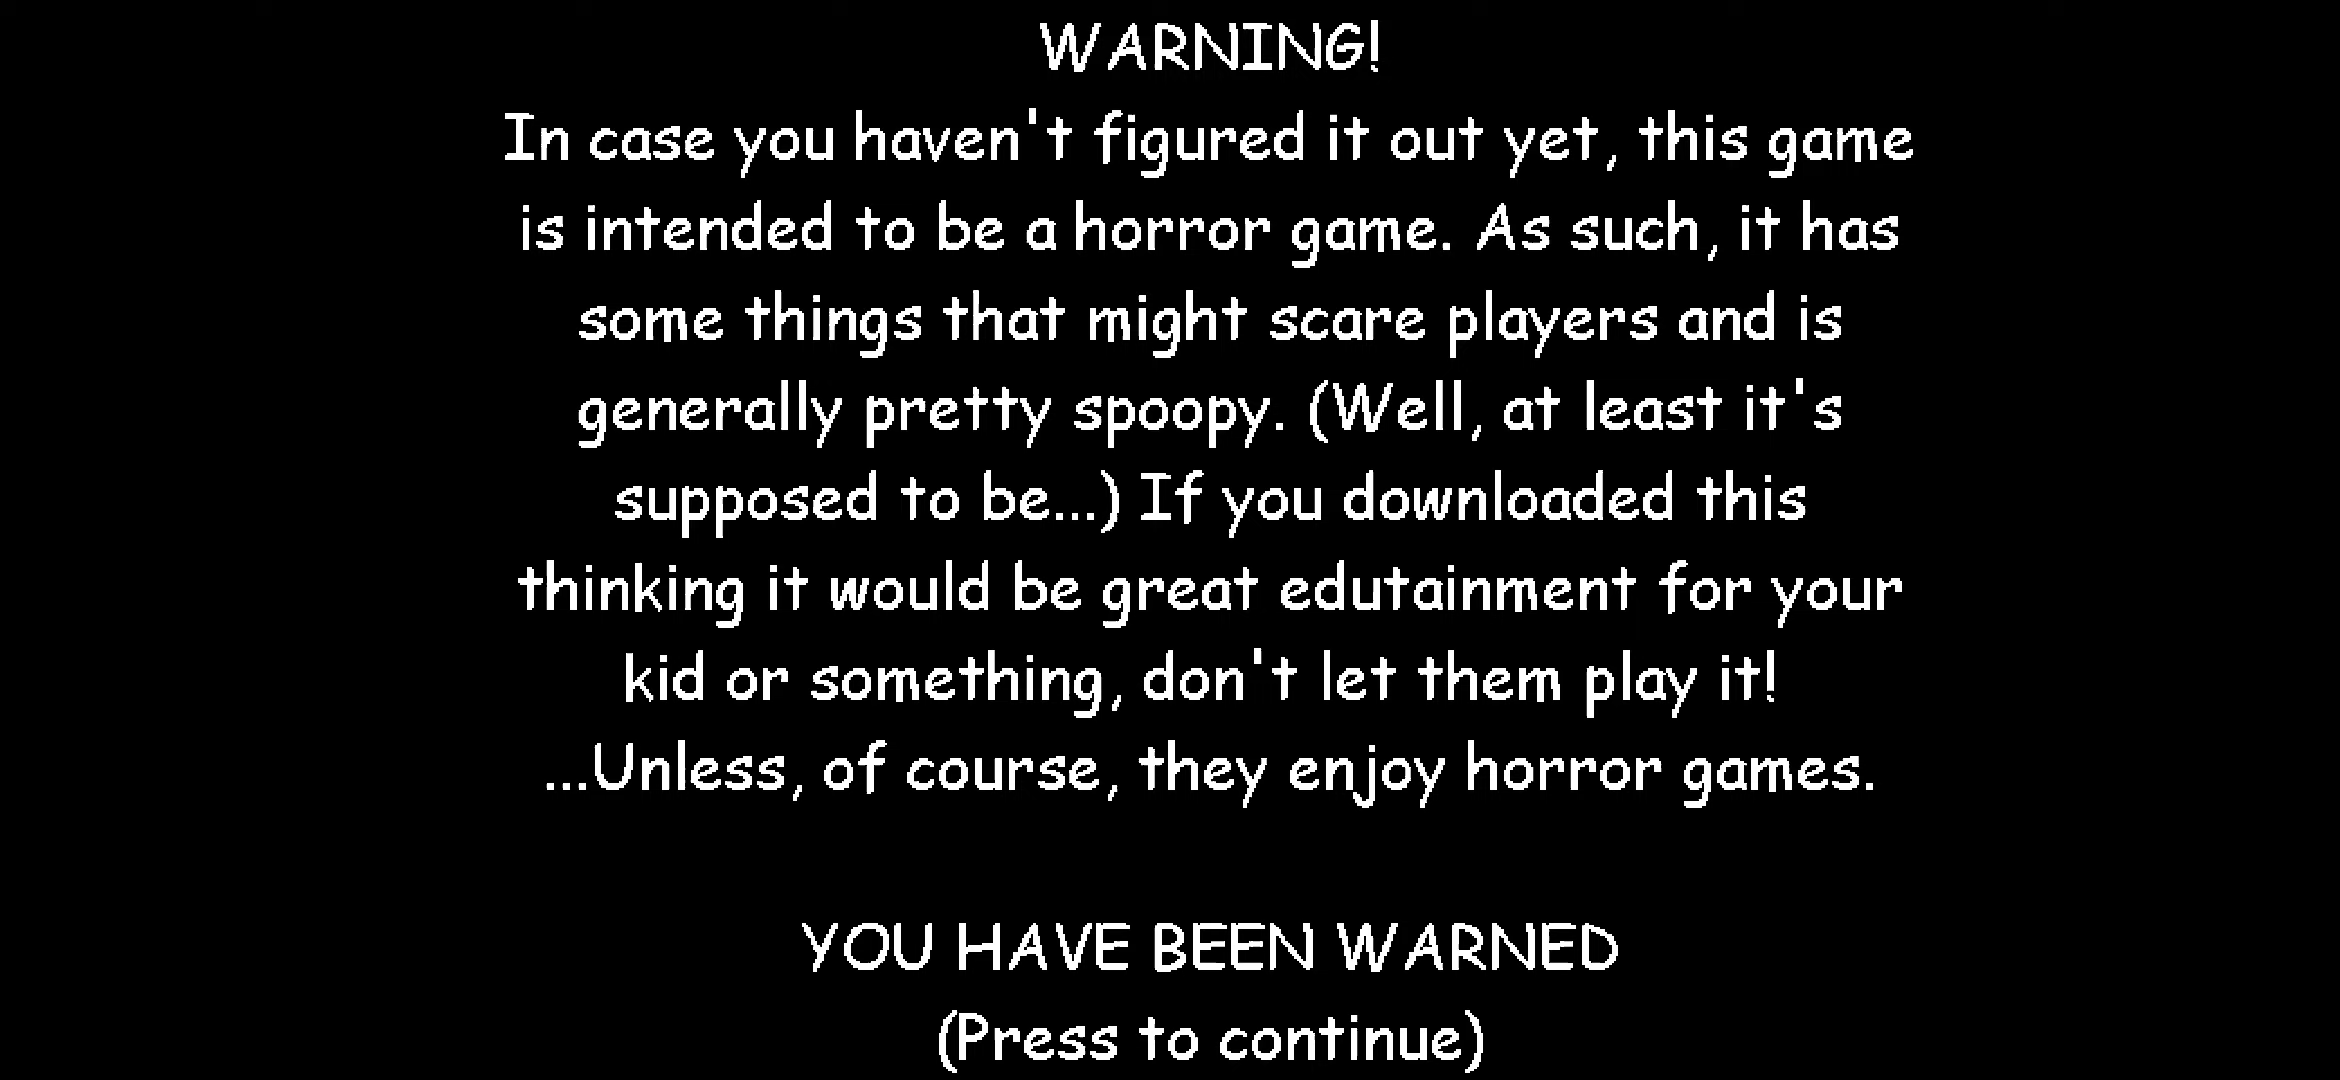 WARNING!
In case you haven't figured it out yet, this game
is intended to be a horror game. As such, it has
some things that might scare players and is
generally pretty spoopy. (Well, at least it's
supposed to be...) If you downloaded this
thinking it would be great edutainment for your
kid or something, don't let them play it!
...Unless, of course, they enjoy horror games.
YOU HAVE BEEN WARNED
(Press to continue)